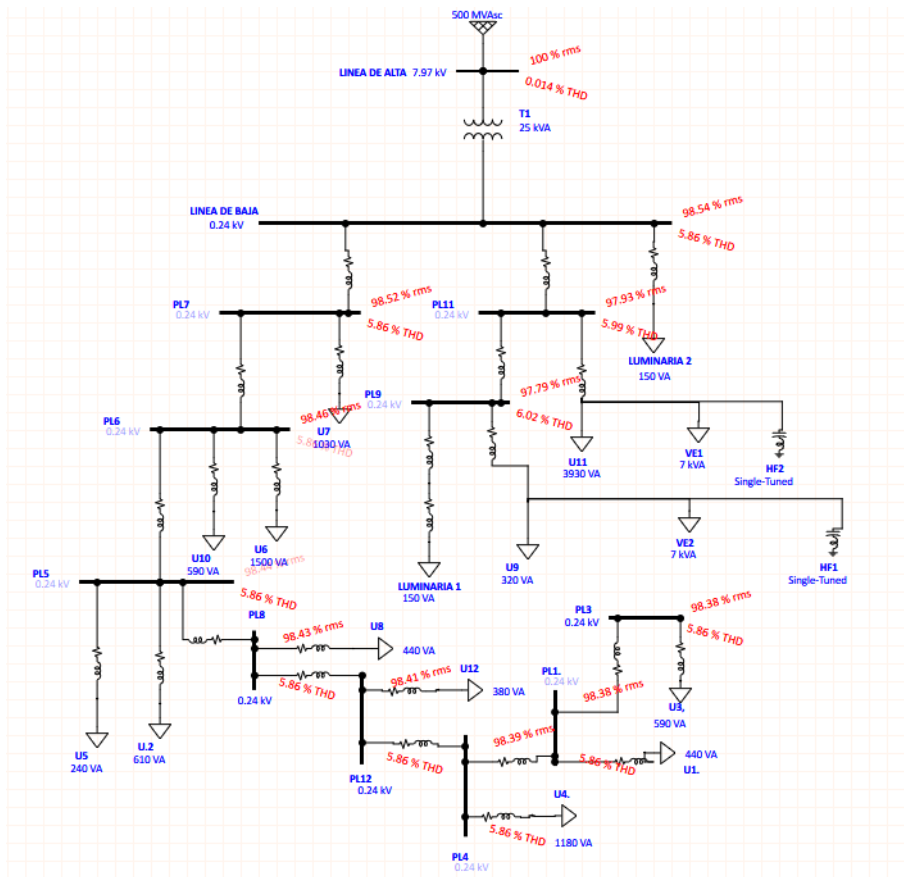 500 MVAsc
LINEA DE ALTA 7.97 kV
100 % rms
0.014 % THD
T1
25 kVA
LINEA DE BAJA
0.24 kV
98.54 % rms
5.86 % THD
PL7
0.24 kV
98.52 % rms
5.86 % THD
PL11
0.24 kV
97.93 % rms
5.99 % THD
LUMINARIA 2
150 VA
PL9
0.24 kV
97.79 % rms
6.02 % THD
PL6
0.24 kV
98.46 % rms
5.86 % THD
U7
1030 VA
U11
3930 VA
VE1
7 kVA
HF2
Single-Tuned
U10
590 VA
U6
1500 VA
LUMINARIA 1
150 VA
U9
320 VA
VE2
7 kVA
HF1
Single-Tuned
PL5
0.24 kV
98.44 % rms
5.86 % THD
PL8
0.24 kV
98.43 % rms
5.86 % THD
U8
440 VA
PL3
0.24 kV
98.38 % rms
5.86 % THD
U3,
590 VA
U12
380 VA
98.41 % rms
5.86 % THD
PL1.
0.24 kV
98.38 % rms
5.86 % THD
440 VA
U1.
U5
240 VA
U.2
610 VA
PL12
0.24 kV
98.39 % rms
5.86 % THD
U4.
1180 VA
PL4
0.24 kV